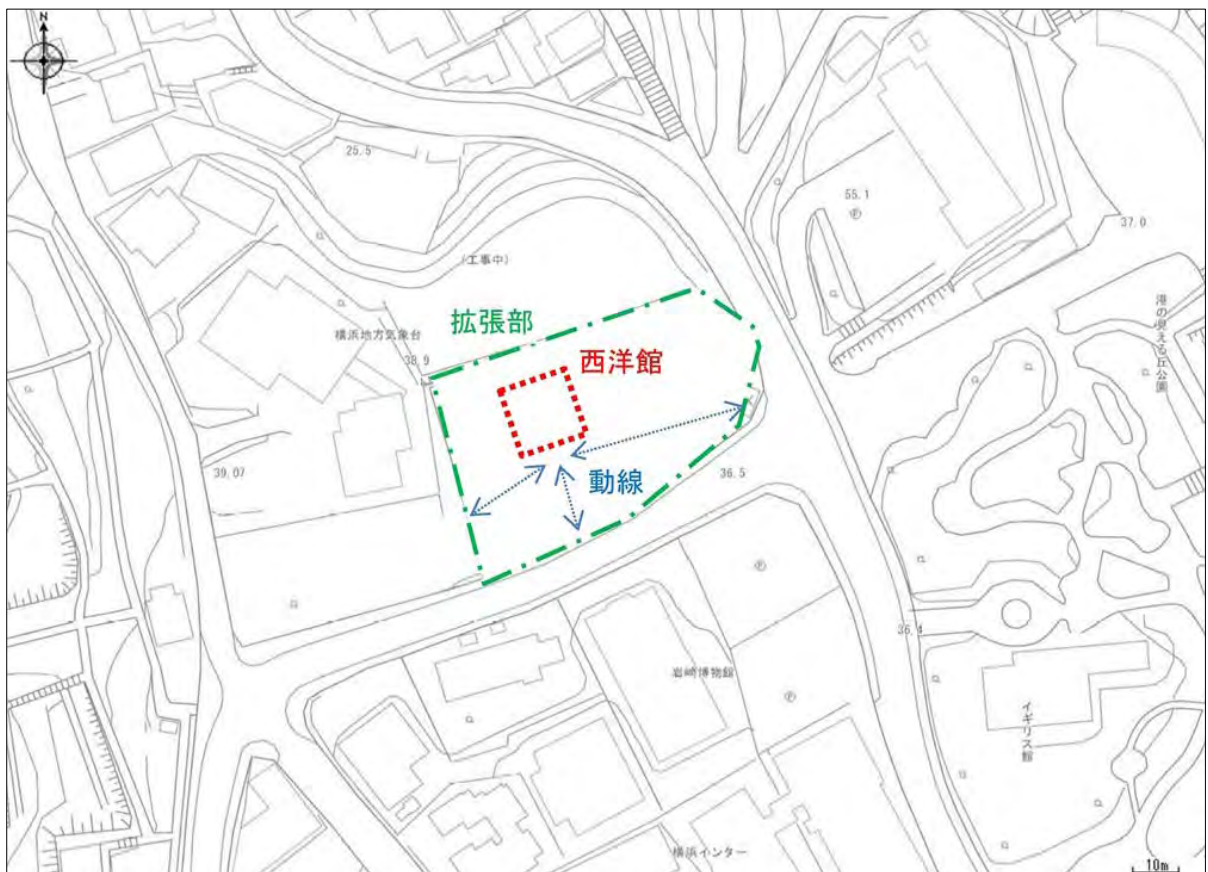 N
25.5
55.1
P
37.0
(工事中)
港の見える丘公園
拡張部
横浜地方気象台
38.9
西洋館
動線
39.07
36.5
P
36.4
岩崎博物館
P
イギリス館
横浜インター
10m